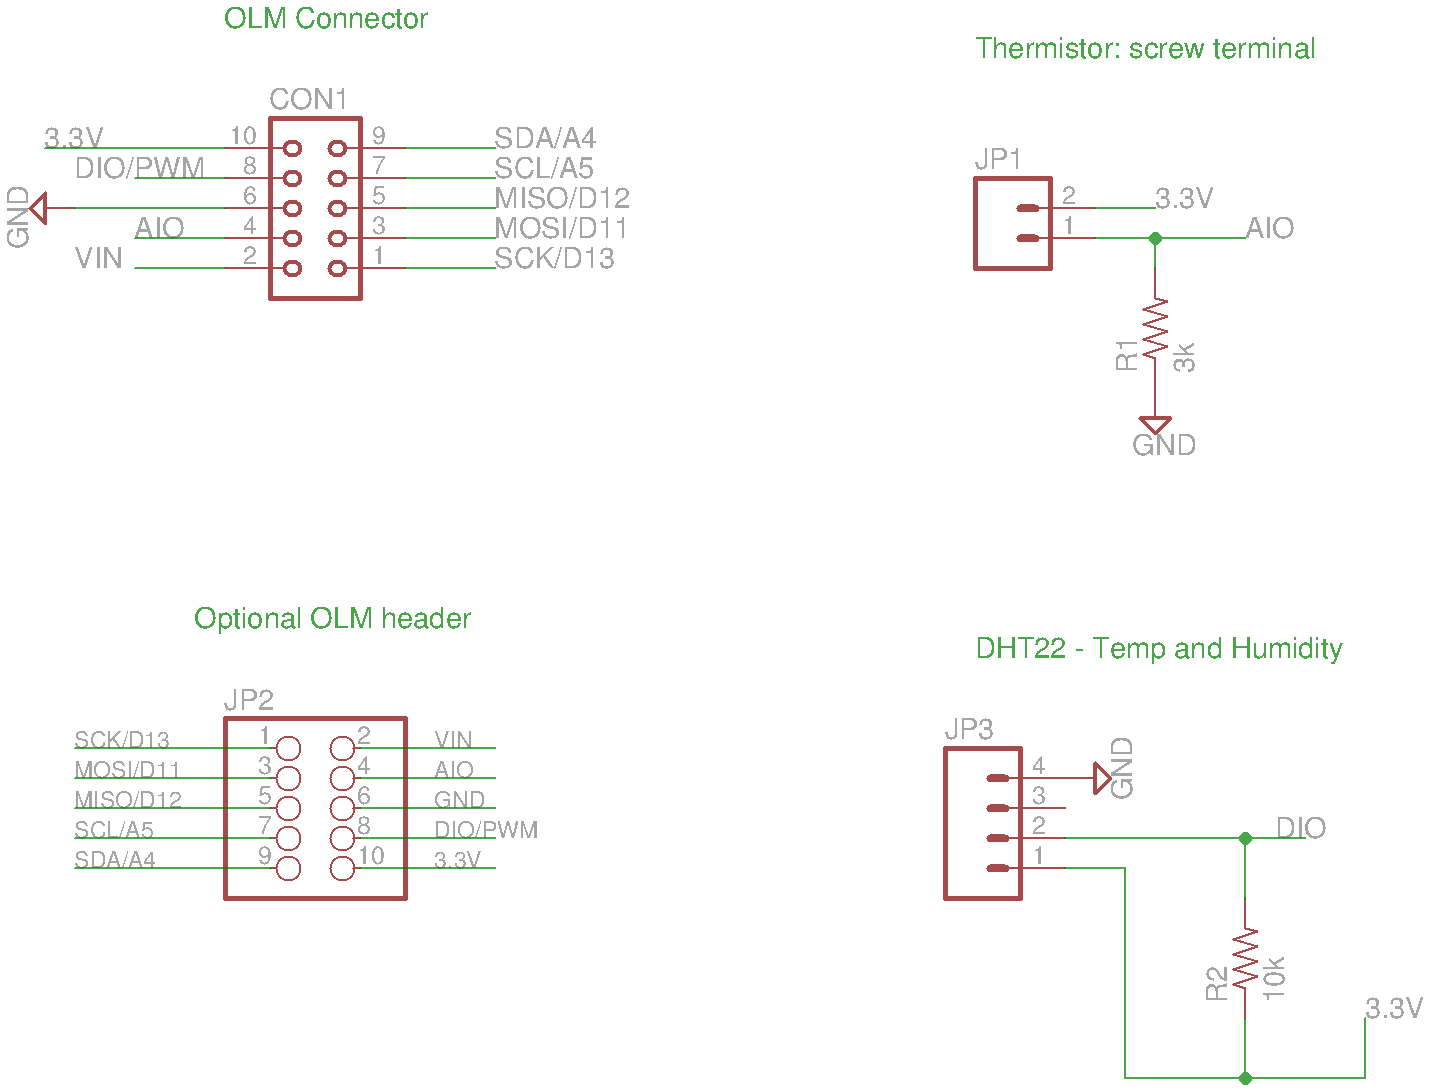 OLM Connector
CON1
3.3V 10 9 SDA/A4
DIO/PWM 8 7 SCL/A5
GND 6 5 MISO/D12
AIO 4 3 MOSI/D11
VIN 2 1 SCK/D13
Thermistor: screw terminal
JP1
2 3.3V
1 AIO
R1 3k
GND
Optional OLM header
JP2
SCK/D13 1 2 VIN
MOSI/D11 3 4 AIO
MISO/D12 5 6 GND
SCL/A5 7 8 DIO/PWM
SDA/A4 9 10 3.3V
DHT22 - Temp and Humidity
JP3
4 GND
3
2 DIO
1
R2 10k
3.3V